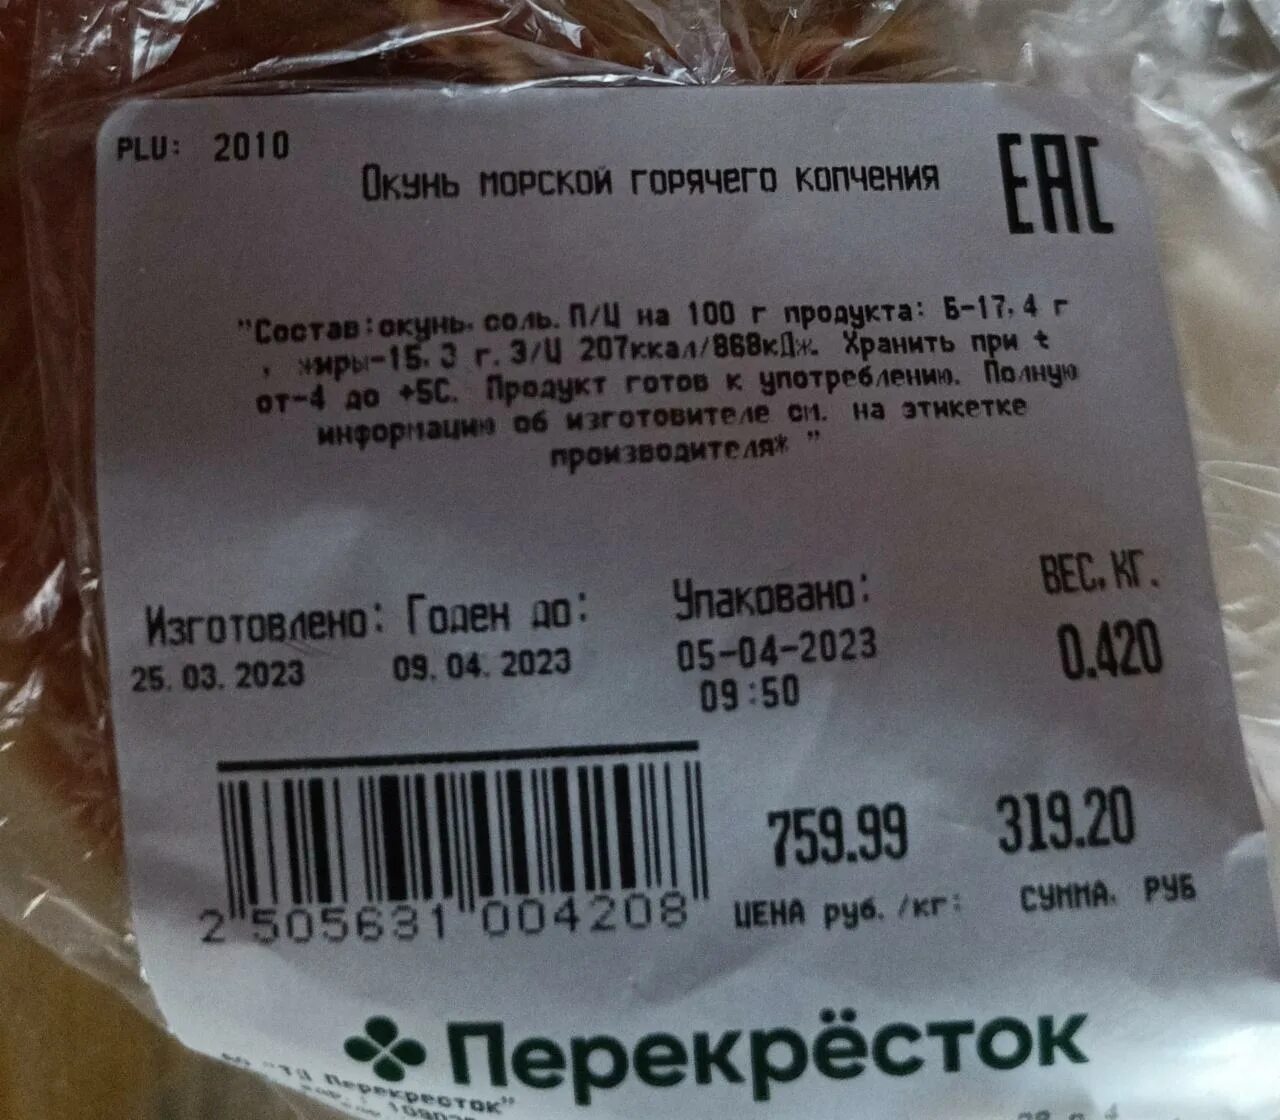 PLU: 2010
Окунь морской горячего копчения
EAC
"Состав:окунь, соль. П/Ц на 100 г продукта: Б-17,4 г
, жиры-15,3 г. Э/Ц 207ккал/868кДж. Хранить при t
от-4 до +5С. Продукт готов к употреблению. Полную
информацию об изготовителе см. на этикетке
производителя* "
Изготовлено: Годен до: Упаковано: ВЕС,КГ.
25.03.2023 09.04.2023 05-04-2023 0.420
09:50
759.99 319.20
ЦЕНА руб./кг: СУММА, РУБ
2 505631 004208
Перекрёсток
"ТД Перекресток"